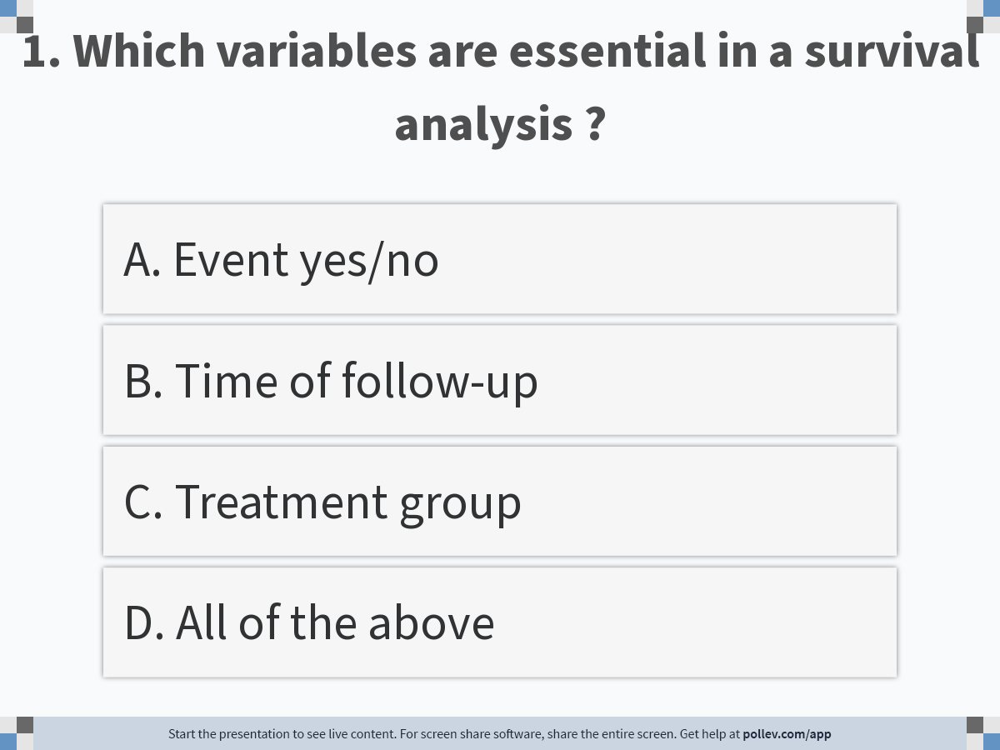 1. Which variables are essential in a survival
analysis ?
A. Event yes/no
B. Time of follow-up
C. Treatment group
D. All of the above
Start the presentation to see live content. For screen share software, share the entire screen. Get help at pollev.com/app